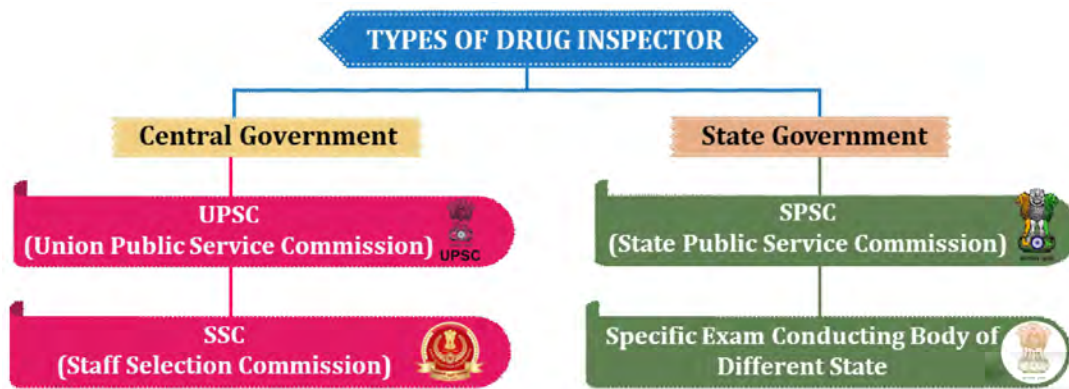 TYPES OF DRUG INSPECTOR
Central Government
State Government
UPSC
(Union Public Service Commission)
UPSC
SPSC
(State Public Service Commission)
SSC
(Staff Selection Commission)
Specific Exam Conducting Body of
Different State